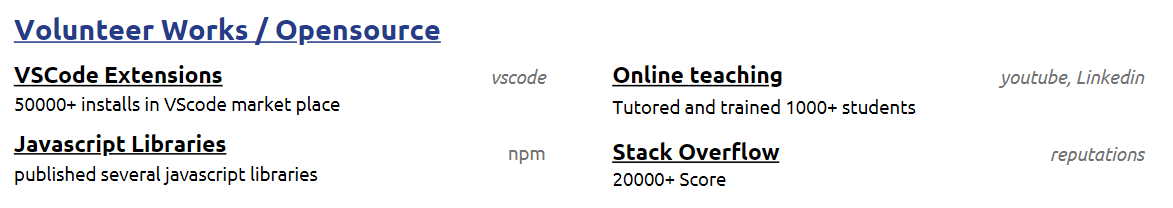 Volunteer Works / Opensource
VSCode Extensions vscode
50000+ installs in VScode market place
Javascript Libraries npm
published several javascript libraries
Online teaching youtube, Linkedin
Tutored and trained 1000+ students
Stack Overflow reputations
20000+ Score